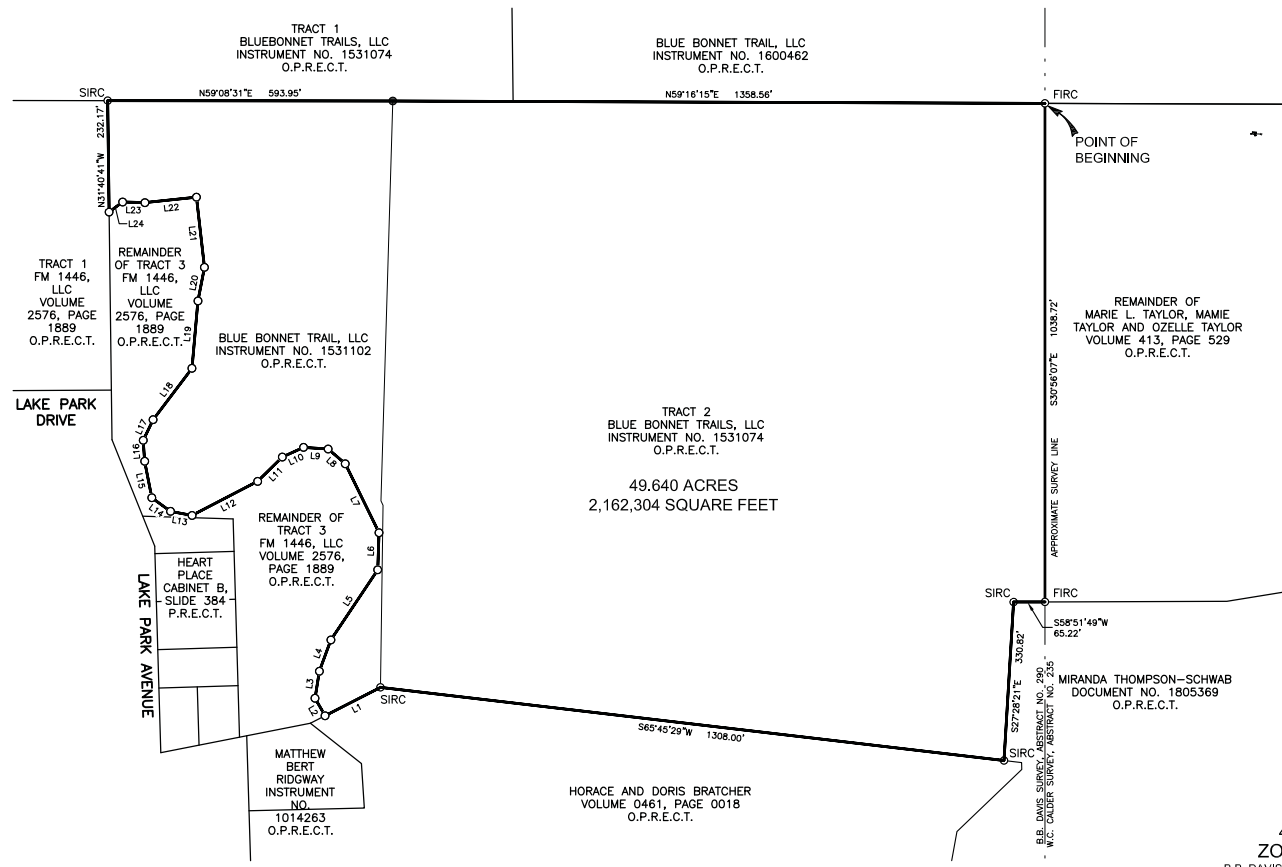 TRACT 1
BLUEBONNET TRAILS, LLC
INSTRUMENT NO. 1531074
O.P.R.E.C.T.
BLUE BONNET TRAIL, LLC
INSTRUMENT NO. 1600462
O.P.R.E.C.T.
SIRC
N59°08'31"E 593.95'
N59°16'15"E 1358.56'
FIRC
POINT OF
BEGINNING
N31°40'41"W 232.17'
L24
L23
L22
L21
L20
L19
L18
L17
L16
L15
L14
L13
L12
L11
L10
L9
L8
L7
L6
L5
L4
L3
L2
L1
TRACT 1
FM 1446,
LLC
VOLUME
2576, PAGE
1889
O.P.R.E.C.T.
REMAINDER
OF TRACT 3
FM 1446,
LLC
VOLUME
2576, PAGE
1889
O.P.R.E.C.T.
BLUE BONNET TRAIL, LLC
INSTRUMENT NO. 1531102
O.P.R.E.C.T.
LAKE PARK
DRIVE
TRACT 2
BLUE BONNET TRAILS, LLC
INSTRUMENT NO. 1531074
O.P.R.E.C.T.
49.640 ACRES
2,162,304 SQUARE FEET
S30°56'07"E 1038.72'
APPROXIMATE SURVEY LINE
REMAINDER OF
MARIE L. TAYLOR, MAMIE
TAYLOR AND OZELLE TAYLOR
VOLUME 413, PAGE 529
O.P.R.E.C.T.
REMAINDER OF
TRACT 3
FM 1446, LLC
VOLUME 2576,
PAGE 1889
O.P.R.E.C.T.
HEART
PLACE
CABINET B,
SLIDE 384
P.R.E.C.T.
LAKE PARK AVENUE
SIRC
FIRC
S58°51'49"W
65.22'
S27°28'21"E 330.82'
B.B. DAVIS SURVEY, ABSTRACT NO. 290
W.C. CALDER SURVEY, ABSTRACT NO. 235
MIRANDA THOMPSON-SCHWAB
DOCUMENT NO. 1805369
O.P.R.E.C.T.
SIRC
S65°45'29"W 1308.00'
SIRC
MATTHEW
BERT
RIDGWAY
INSTRUMENT
NO.
1014263
O.P.R.E.C.T.
HORACE AND DORIS BRATCHER
VOLUME 0461, PAGE 0018
O.P.R.E.C.T.
ZO